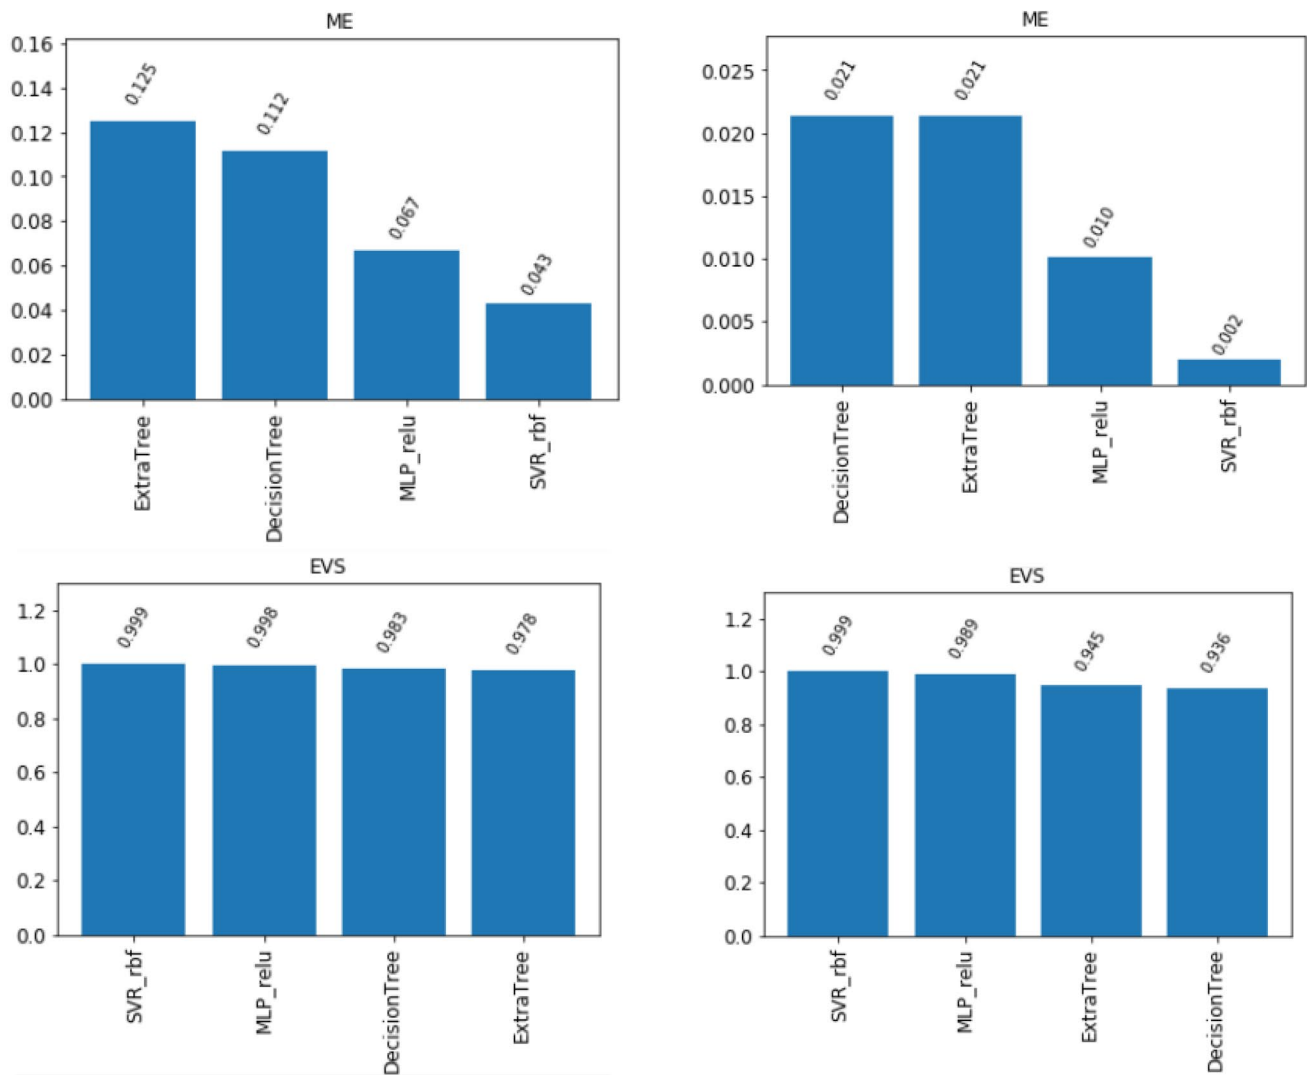 ME
0.16
0.14
0.12
0.10
0.08
0.06
0.04
0.02
0.00
0.125
0.112
0.067
0.043
ExtraTree
DecisionTree
MLP_relu
SVR_rbf
ME
0.025
0.020
0.015
0.010
0.005
0.000
0.021
0.021
0.010
0.002
DecisionTree
ExtraTree
MLP_relu
SVR_rbf
EVS
1.2
1.0
0.8
0.6
0.4
0.2
0.0
0.999
0.998
0.983
0.978
SVR_rbf
MLP_relu
DecisionTree
ExtraTree
EVS
1.2
1.0
0.8
0.6
0.4
0.2
0.0
0.999
0.989
0.945
0.936
SVR_rbf
MLP_relu
ExtraTree
DecisionTree